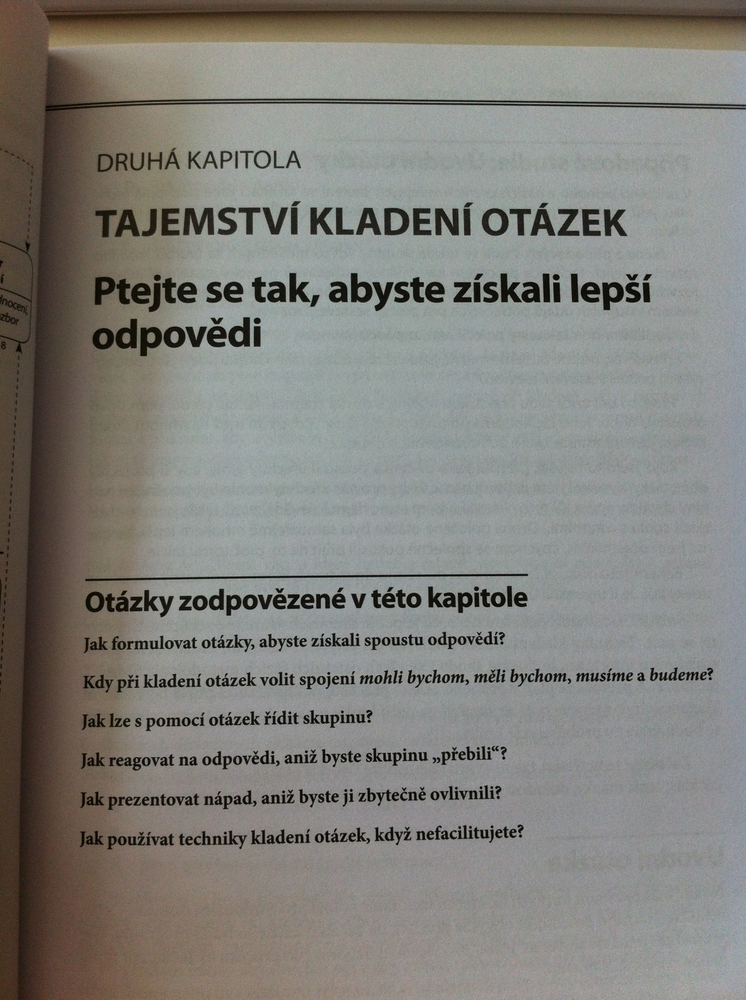 DRUHÁ KAPITOLA
TAJEMSTVÍ KLADENÍ OTÁZEK
Ptejte se tak, abyste získali lepší
odpovědi
Otázky zodpovězené v této kapitole
Jak formulovat otázky, abyste získali spoustu odpovědí?
Kdy při kladení otázek volit spojení mohli bychom, měli bychom, musíme a budeme?
Jak lze s pomocí otázek řídit skupinu?
Jak reagovat na odpovědi, aniž byste skupinu „přebili“?
Jak prezentovat nápad, aniž byste ji zbytečně ovlivnili?
Jak používat techniky kladení otázek, když nefacilitujete?
8